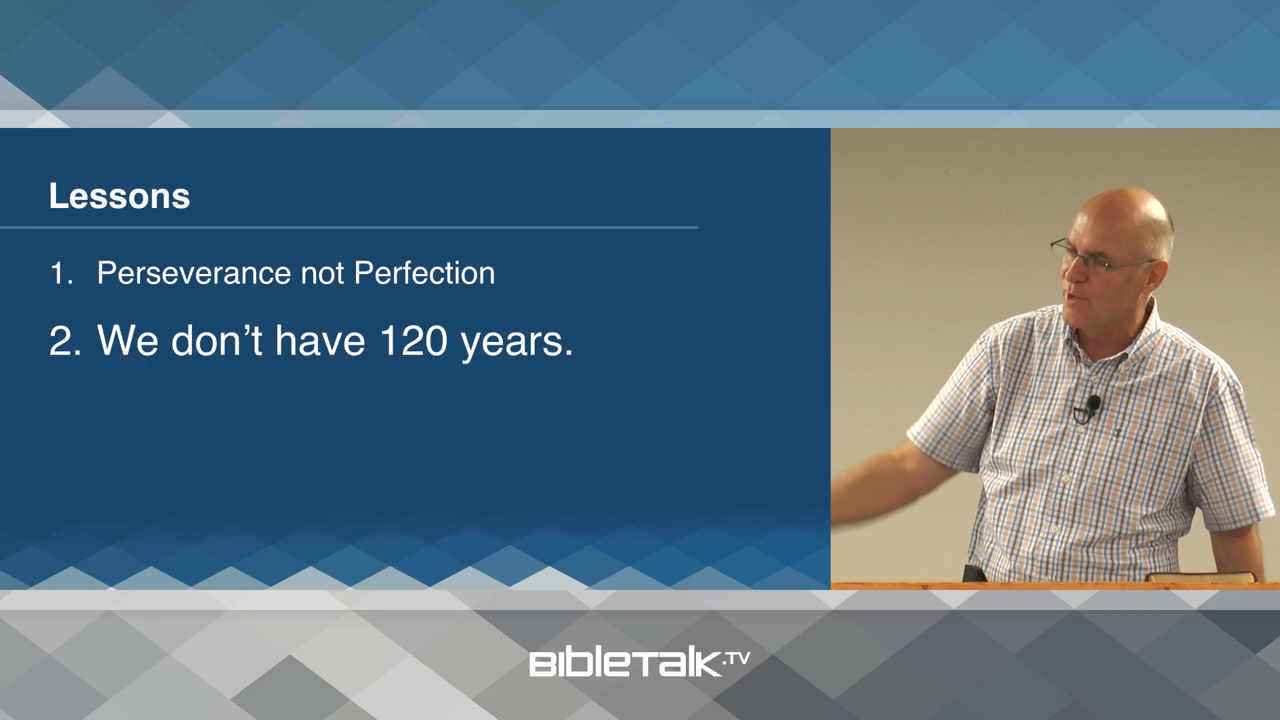 Lessons
1. Perseverance not Perfection
2. We don’t have 120 years.
BIBLETALK.TV